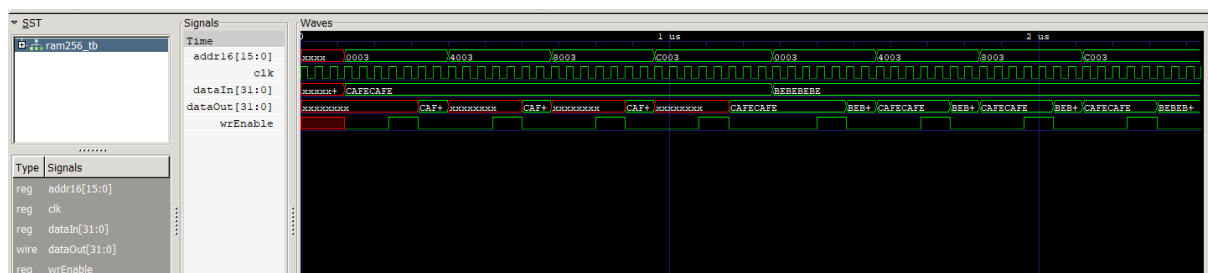 SST
ram256_tb
Type Signals
reg addr16[15:0]
reg clk
reg dataIn[31:0]
wire dataOut[31:0]
reg wrEnable
Signals
Time
addr16[15:0]
clk
dataIn[31:0]
dataOut[31:0]
wrEnable
Waves
0 1 us 2 us
xxxx 0003 4003 8003 C003 0003 4003 8003 C003
xxxxx+ CAFECAFE BEBEBEBE
xxxxxxxx CAF+ xxxxxxxx CAF+ xxxxxxxx CAF+ xxxxxxxx CAFECAFE BEB+ CAFECAFE BEB+ CAFECAFE BEB+ CAFECAFE BEBEB+